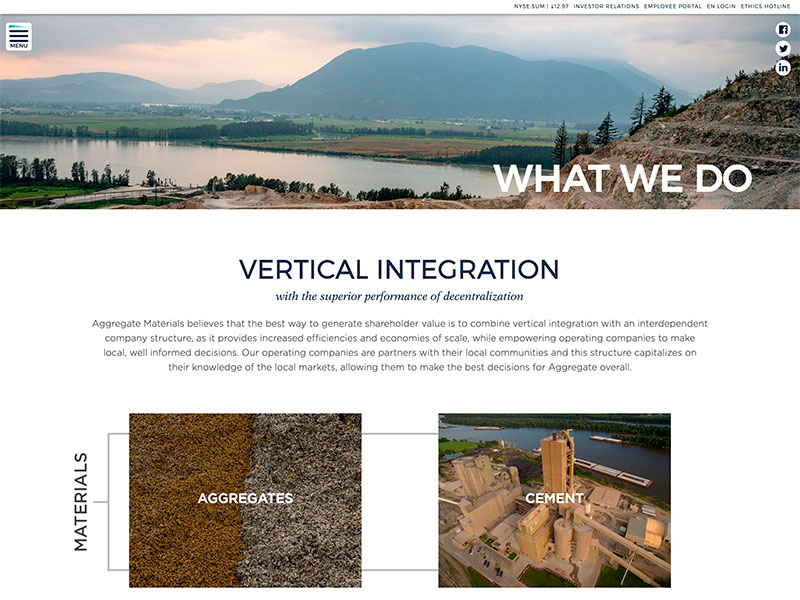 NYSE:SUM | ↓12.97 INVESTOR RELATIONS EMPLOYEE PORTAL EN LOGIN ETHICS HOTLINE
MENU
WHAT WE DO
VERTICAL INTEGRATION
with the superior performance of decentralization
Aggregate Materials believes that the best way to generate shareholder value is to combine vertical integration with an interdependent
company structure, as it provides increased efficiencies and economies of scale, while empowering operating companies to make
local, well informed decisions. Our operating companies are partners with their local communities and this structure capitalizes on
their knowledge of the local markets, allowing them to make the best decisions for Aggregate overall.
MATERIALS
AGGREGATES
CEMENT